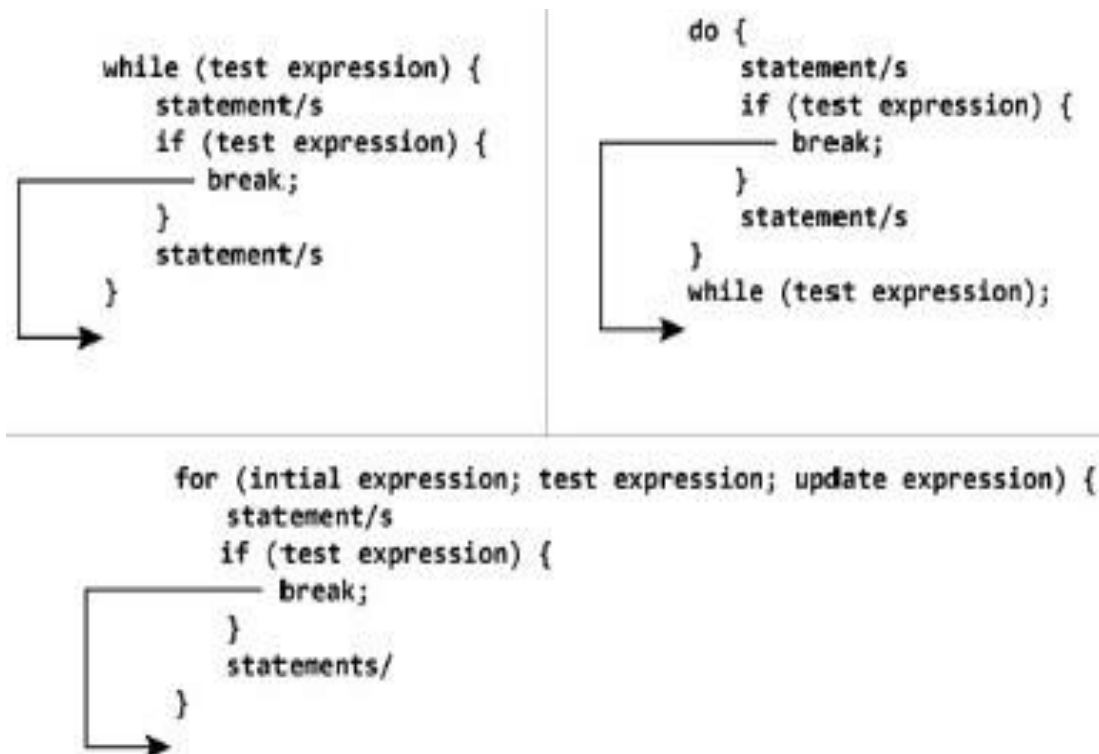 while (test expression) {
statement/s
if (test expression) {
break;
}
statement/s
}
do {
statement/s
if (test expression) {
break;
}
statement/s
}
while (test expression);
for (intial expression; test expression; update expression) {
statement/s
if (test expression) {
break;
}
statements/
}